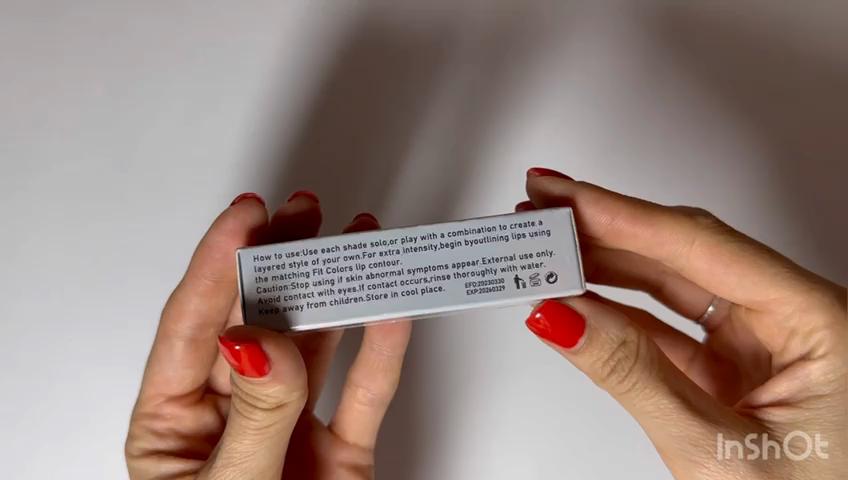 How to use:Use each shade solo,or play with a combination to create a
layered style of your own.For extra intensity,begin byoutlining lips using
the matching Fit Colors lip contour.
Caution:Stop using if skin abnormal symptoms appear.External use only.
Avoid contact with eyes.If contact occurs,rinse thoroughly with water.
Keep away from children.Store in cool place.
EFD:20230330
EXP:20260329
InShOt